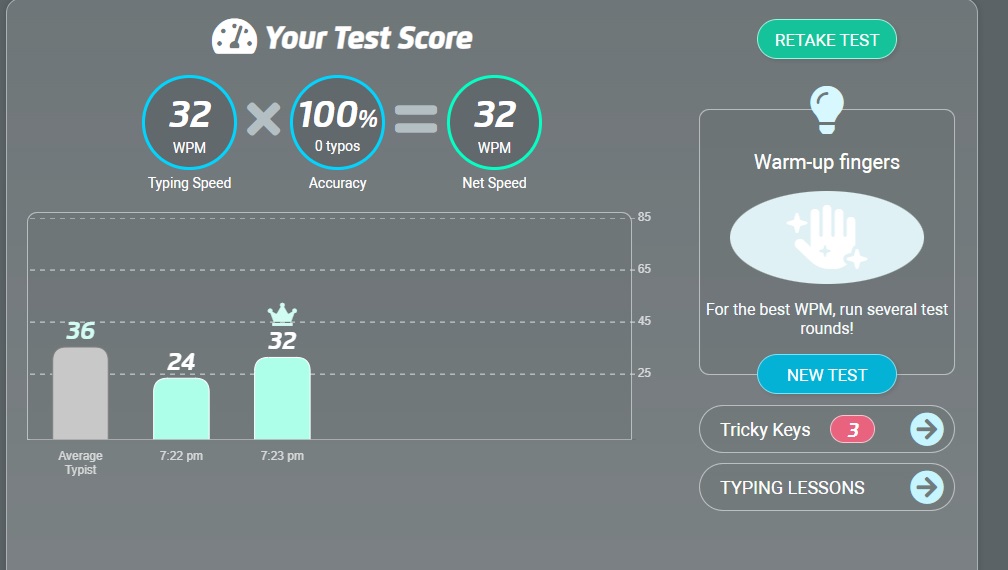 Your Test Score
RETAKE TEST
32
WPM
Typing Speed
100%
0 typos
Accuracy
32
WPM
Net Speed
Warm-up fingers
For the best WPM, run several test
rounds!
NEW TEST
Tricky Keys 3
TYPING LESSONS
85
65
45
25
36
24
32
Average
Typist
7:22 pm
7:23 pm